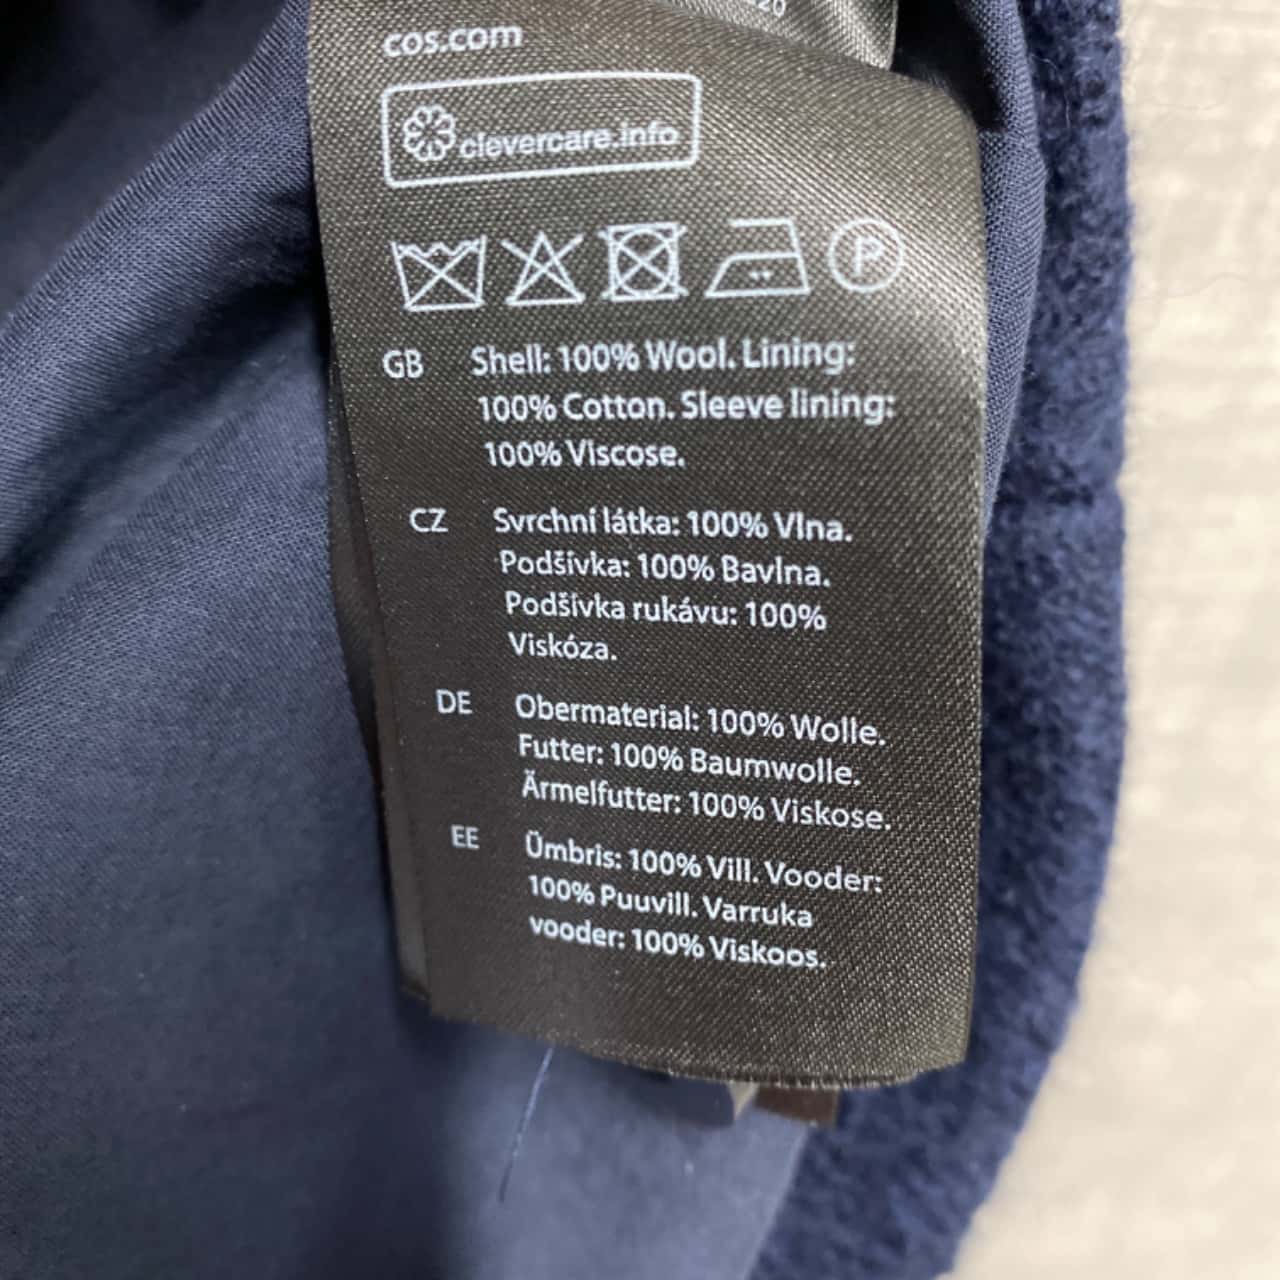 20
cos.com
clevercare.info
P
GB Shell: 100% Wool. Lining:
100% Cotton. Sleeve lining:
100% Viscose.
CZ Svrchní látka: 100% Vlna.
Podšívka: 100% Bavlna.
Podšívka rukávu: 100%
Viskóza.
DE Obermaterial: 100% Wolle.
Futter: 100% Baumwolle.
Ärmelfutter: 100% Viskose.
EE Ümbris: 100% Vill. Vooder:
100% Puuvill. Varruka
vooder: 100% Viskoos.